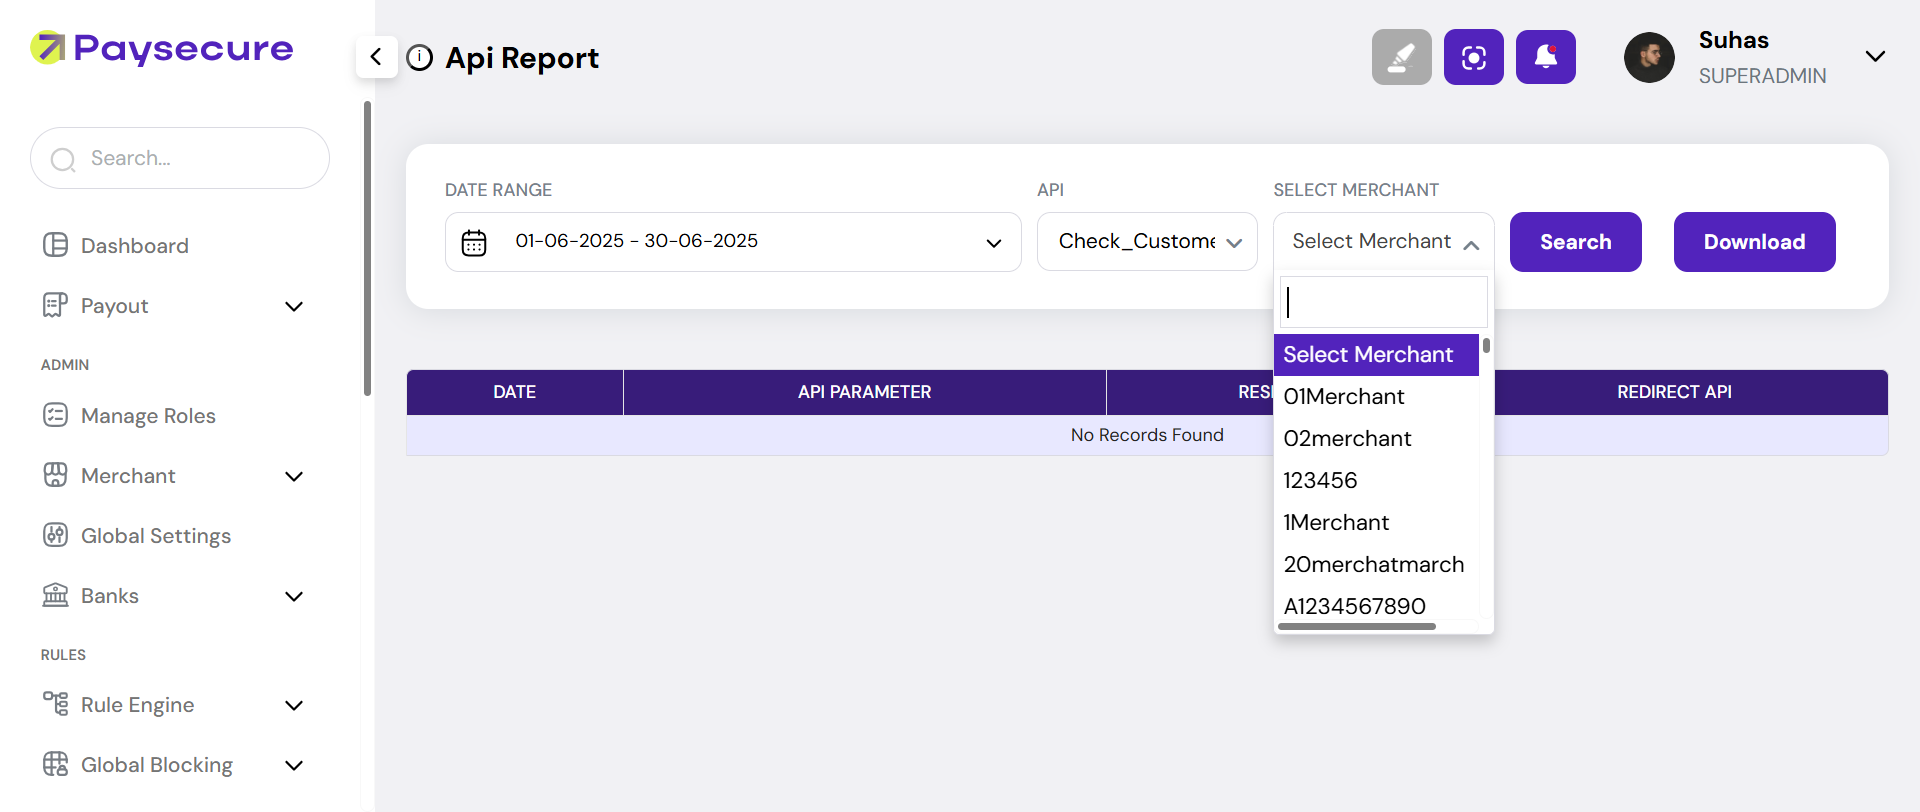 Paysecure
Search...
Dashboard
Payout
ADMIN
Manage Roles
Merchant
Global Settings
Banks
RULES
Rule Engine
Global Blocking
Api Report
Suhas
SUPERADMIN
DATE RANGE
01-06-2025 - 30-06-2025
API
Check_Custome
SELECT MERCHANT
Select Merchant
Search
Download
Select Merchant
01Merchant
02merchant
123456
1Merchant
20merchatmarch
A1234567890
DATE
API PARAMETER
REDIRECT API
No Records Found